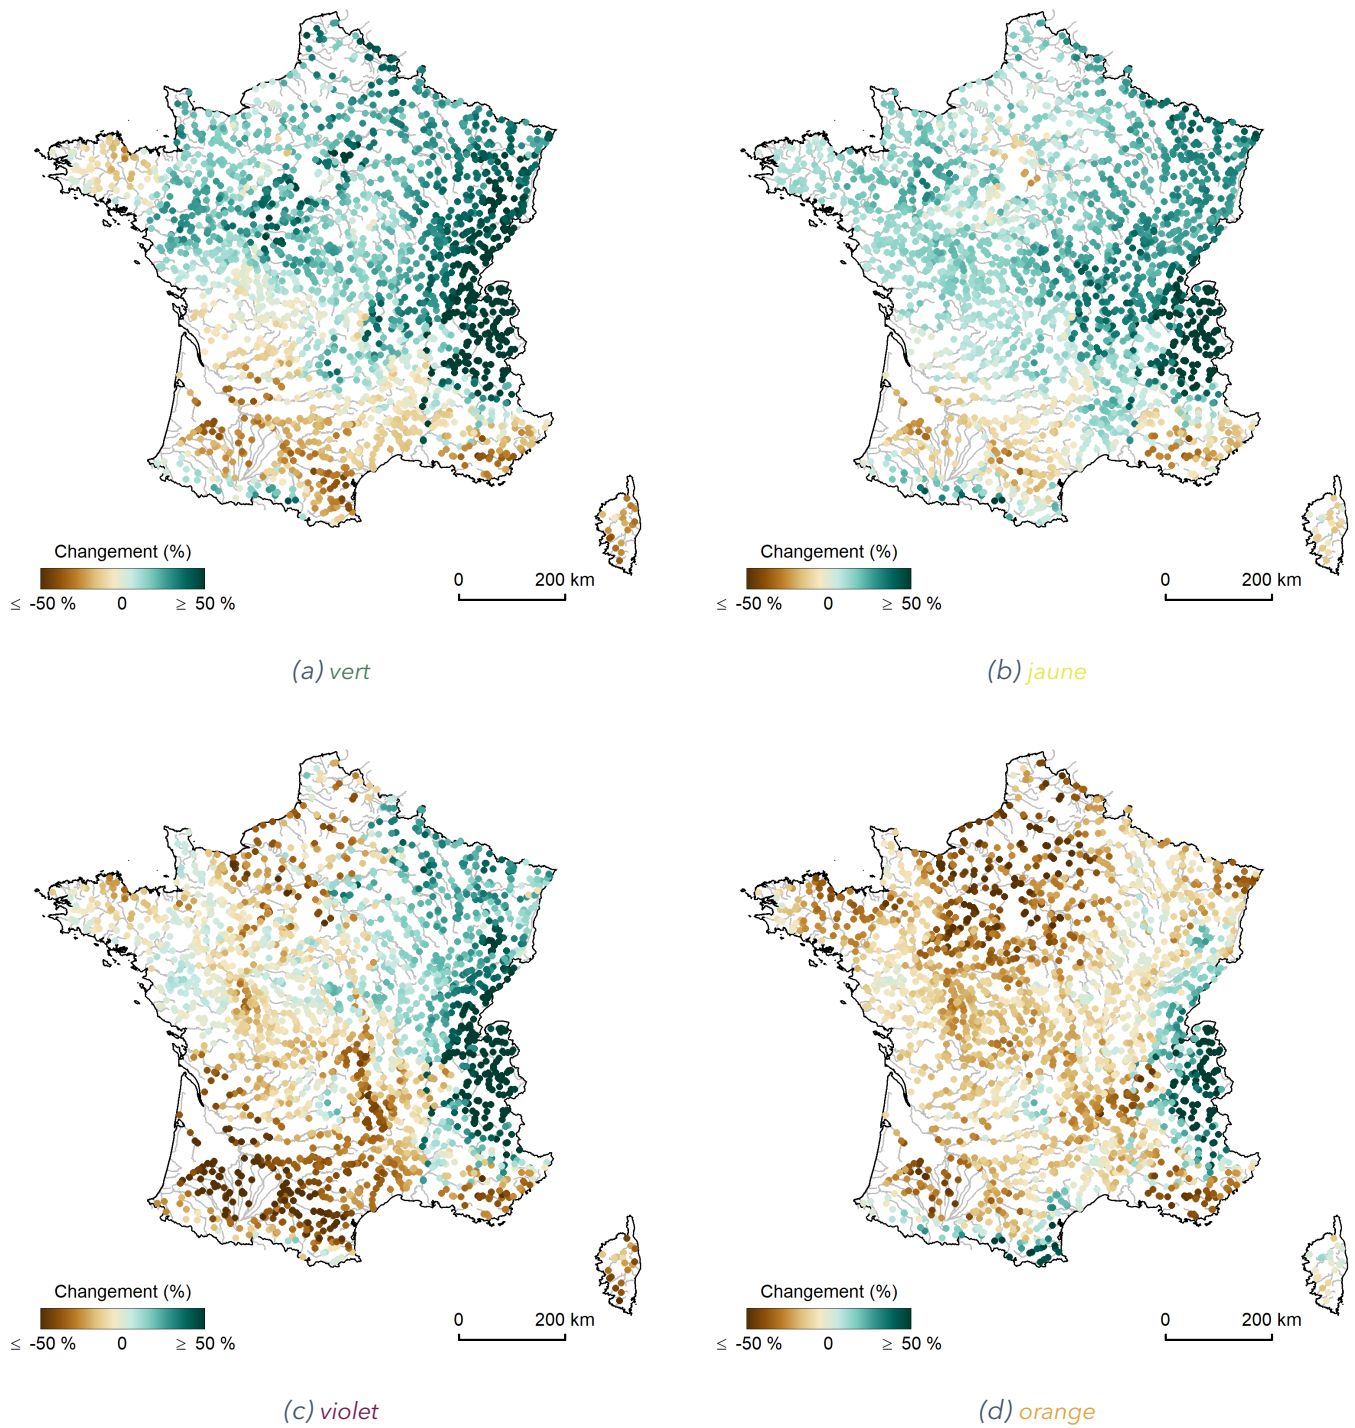 Changement (%)
≤ -50 % 0 ≥ 50 %
0 200 km
Changement (%)
≤ -50 % 0 ≥ 50 %
0 200 km
(a) vert
(b) jaune
Changement (%)
≤ -50 % 0 ≥ 50 %
0 200 km
Changement (%)
≤ -50 % 0 ≥ 50 %
0 200 km
(c) violet
(d) orange